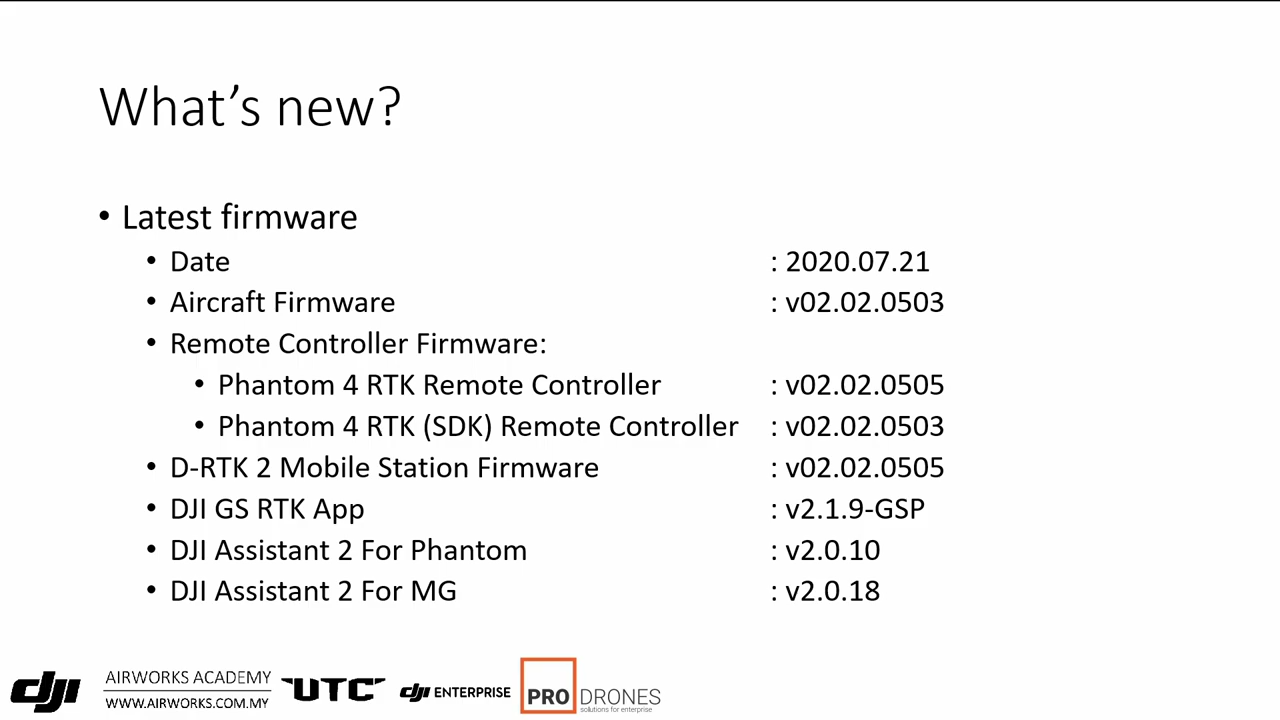 What's new?
• Latest firmware
• Date : 2020.07.21
• Aircraft Firmware : v02.02.0503
• Remote Controller Firmware:
• Phantom 4 RTK Remote Controller : v02.02.0505
• Phantom 4 RTK (SDK) Remote Controller : v02.02.0503
• D-RTK 2 Mobile Station Firmware : v02.02.0505
• DJI GS RTK App : v2.1.9-GSP
• DJI Assistant 2 For Phantom : v2.0.10
• DJI Assistant 2 For MG : v2.0.18
dji AIRWORKS ACADEMY UTC dji ENTERPRISE PRO DRONES
WWW.AIRWORKS.COM.MY solutions for enterprise